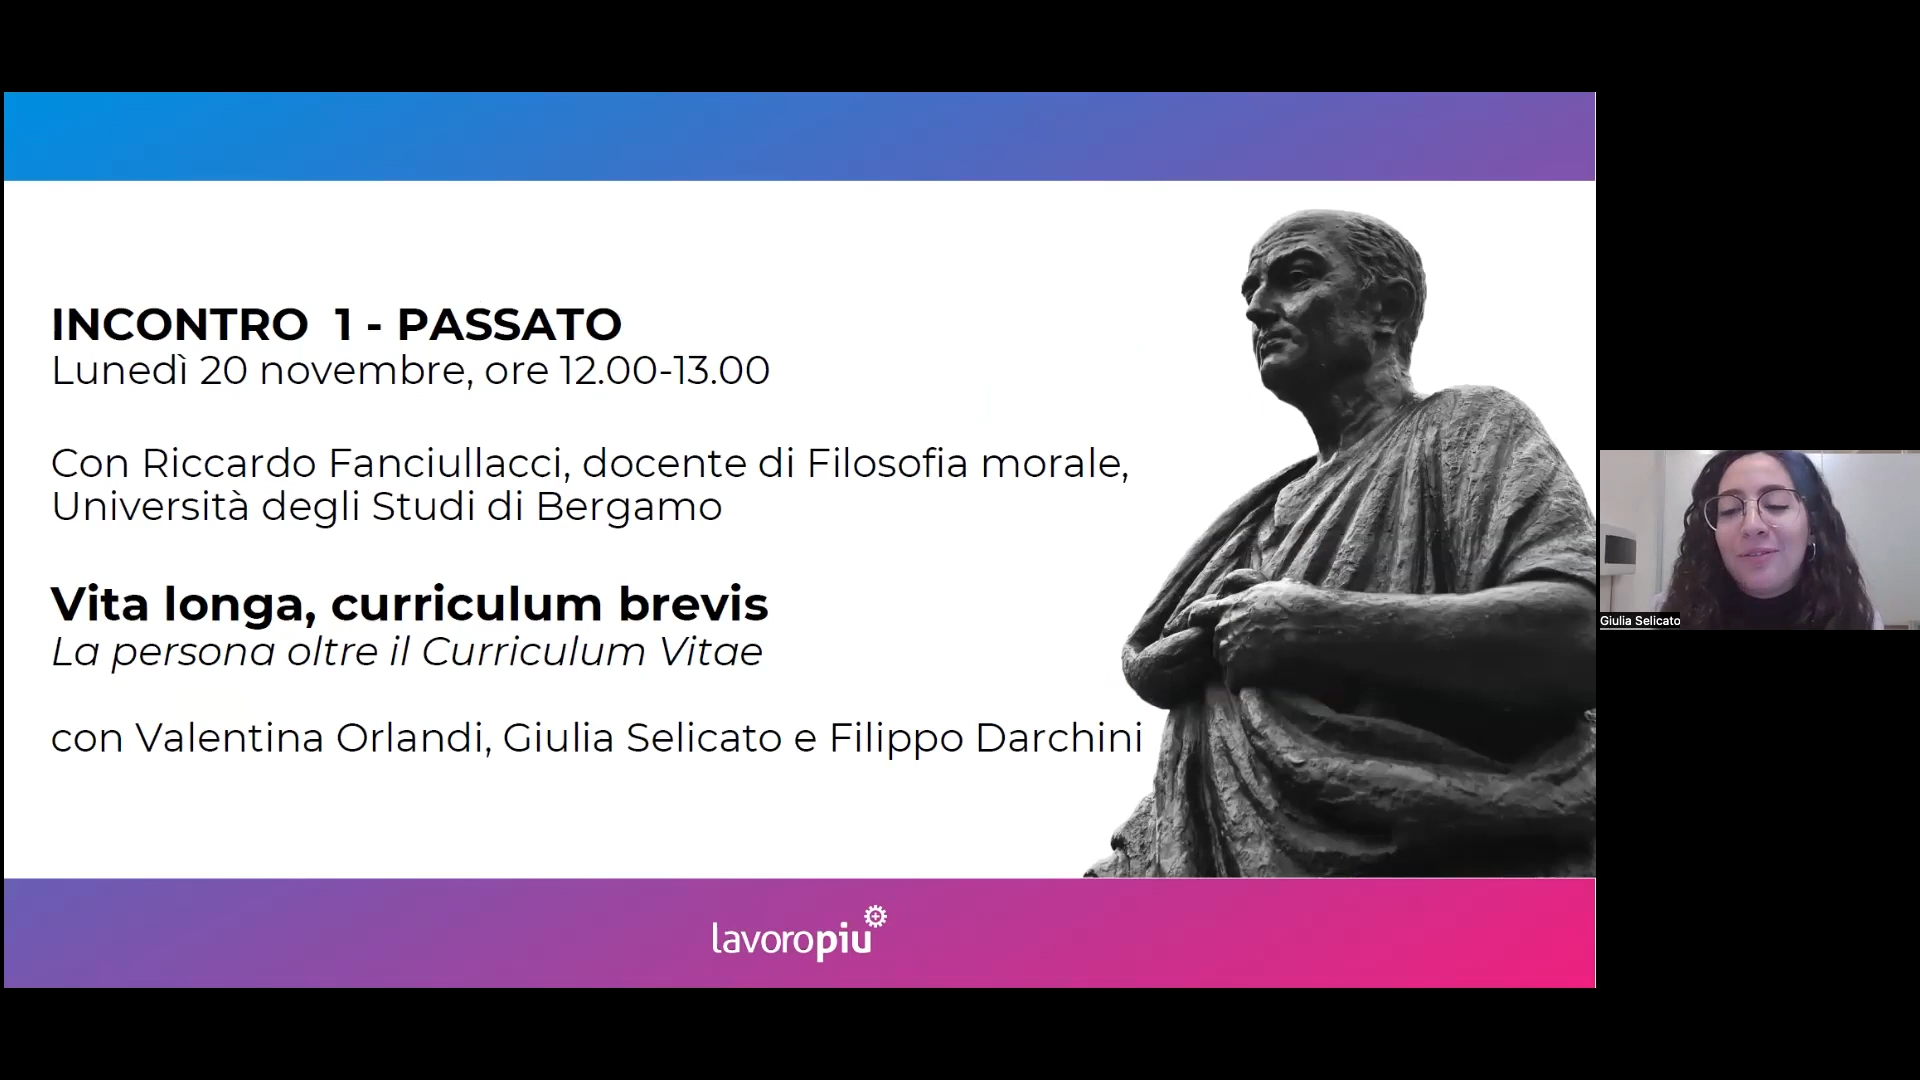 INCONTRO 1 - PASSATO
Lunedì 20 novembre, ore 12.00-13.00
Con Riccardo Fanciullacci, docente di Filosofia morale,
Università degli Studi di Bergamo
Vita longa, curriculum brevis
La persona oltre il Curriculum Vitae
con Valentina Orlandi, Giulia Selicato e Filippo Darchini
lavoropiu
Giulia Selicato